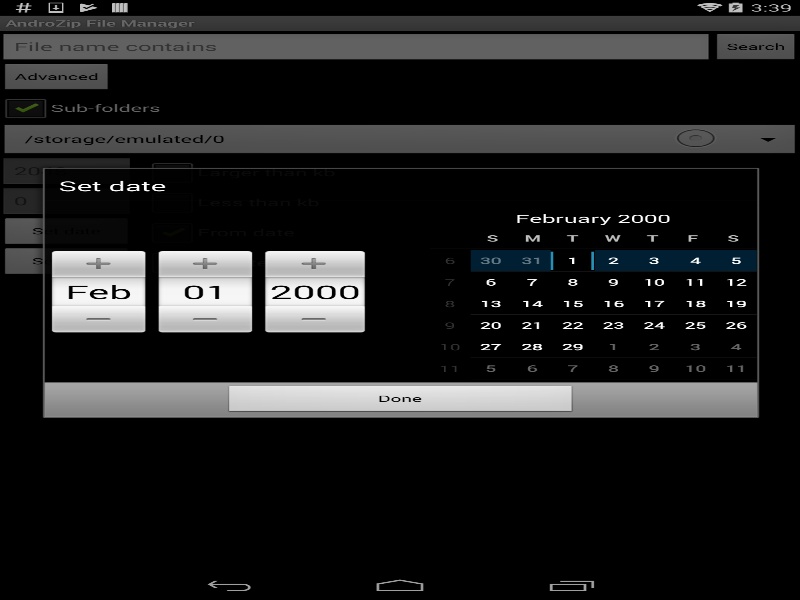 3:39
AndroZip File Manager
File name contains
Search
Advanced
Sub-folders
/storage/emulated/0
Larger than kb
0
Less than kb
From date
Set date
February 2000
S M T W T F S
6 30 31 1 2 3 4 5
7 6 7 8 9 10 11 12
8 13 14 15 16 17 18 19
9 20 21 22 23 24 25 26
10 27 28 29 1 2 3 4
11 5 6 7 8 9 10 11
+ + +
Feb 01 2000
Done